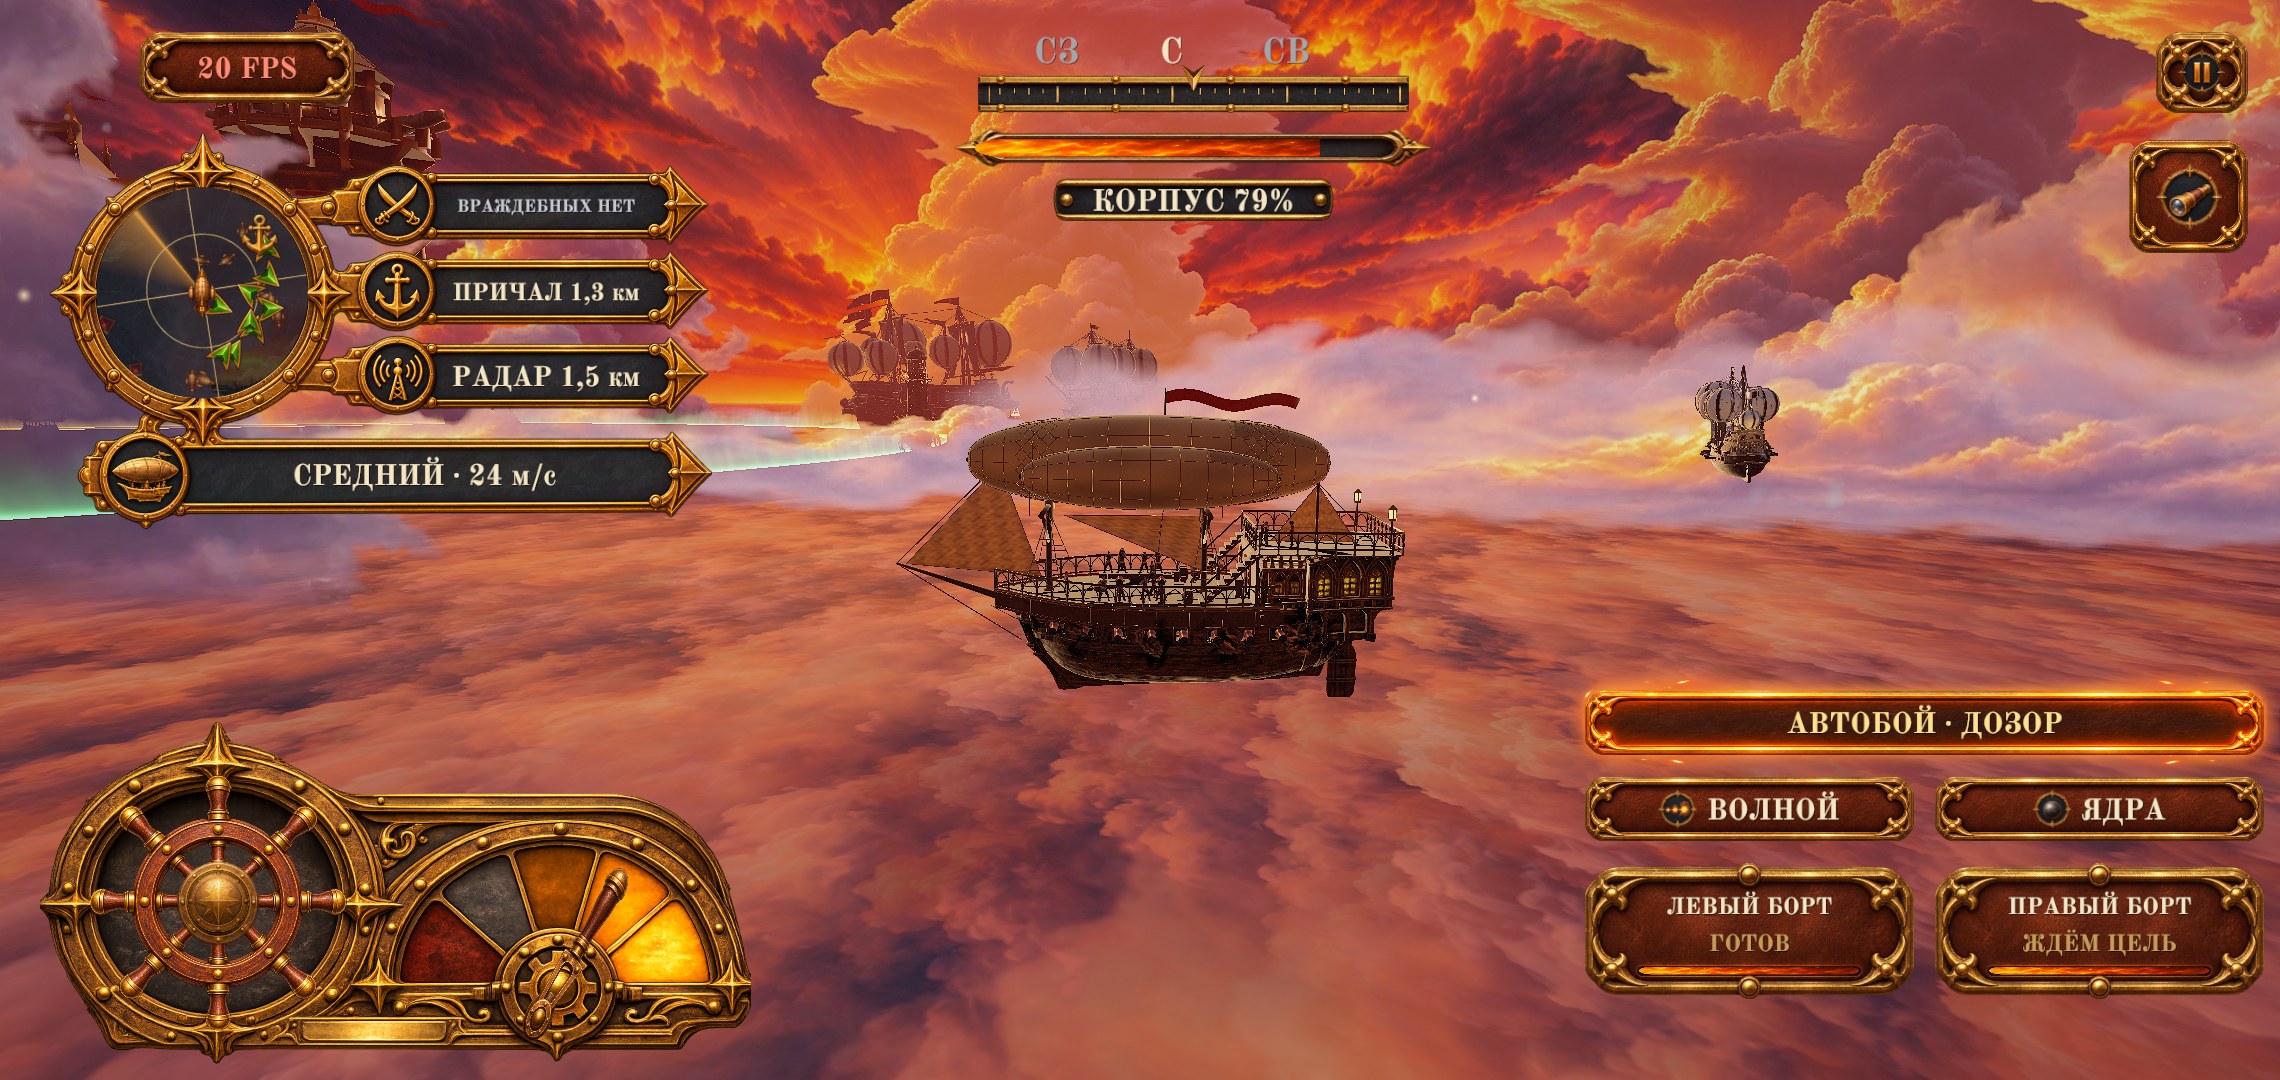 20 FPS
СЗ С СВ
КОРПУС 79%
ВРАЖДЕБНЫХ НЕТ
ПРИЧАЛ 1,3 км
РАДАР 1,5 км
СРЕДНИЙ · 24 м/с
АВТОБОЙ · ДОЗОР
ВОЛНОЙ
ЯДРА
ЛЕВЫЙ БОРТ
ГОТОВ
ПРАВЫЙ БОРТ
ЖДЁМ ЦЕЛЬ